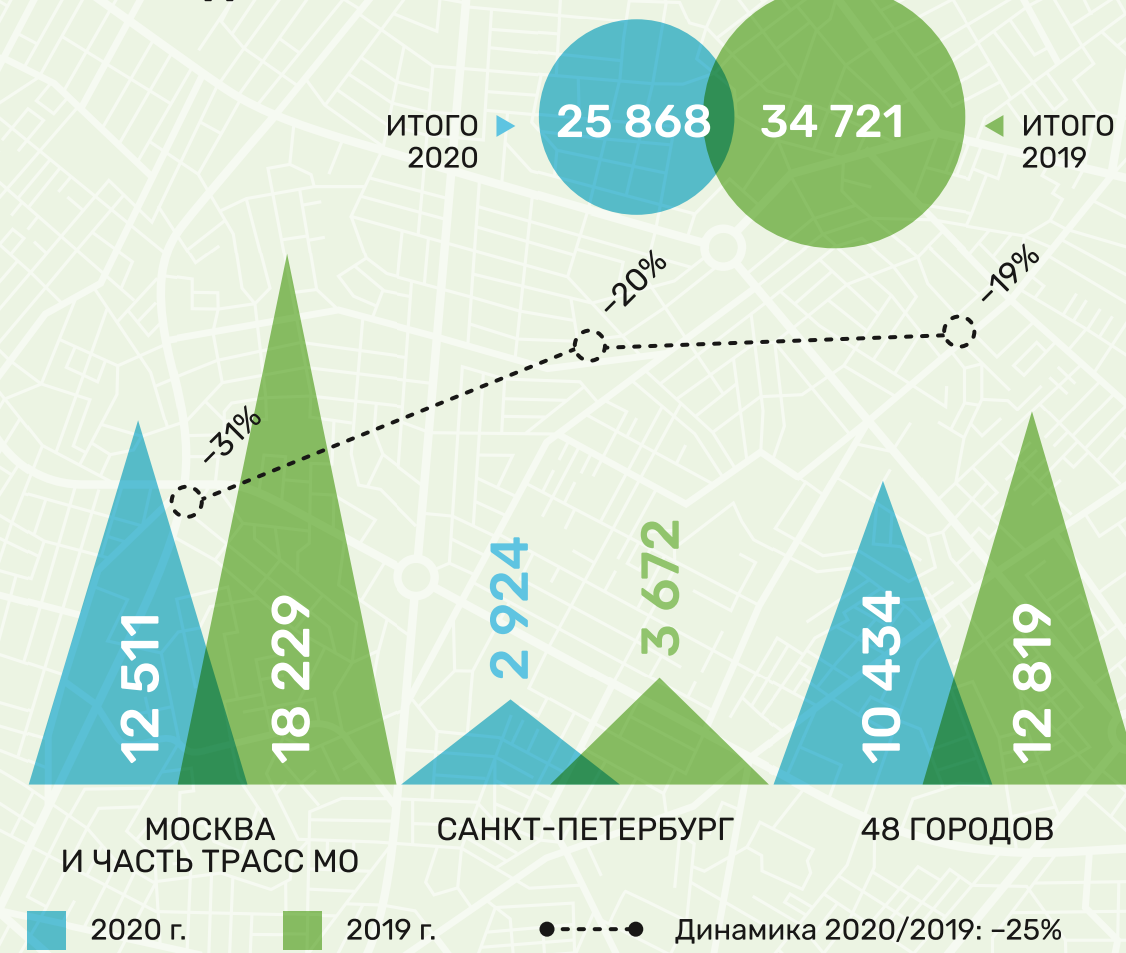 ИТОГО
2020
25 868
34 721
ИТОГО
2019
–31%
–20%
–19%
12 511
18 229
2 924
3 672
10 434
12 819
МОСКВА
И ЧАСТЬ ТРАСС МО
САНКТ-ПЕТЕРБУРГ
48 ГОРОДОВ
2020 г.
2019 г.
Динамика 2020/2019: –25%